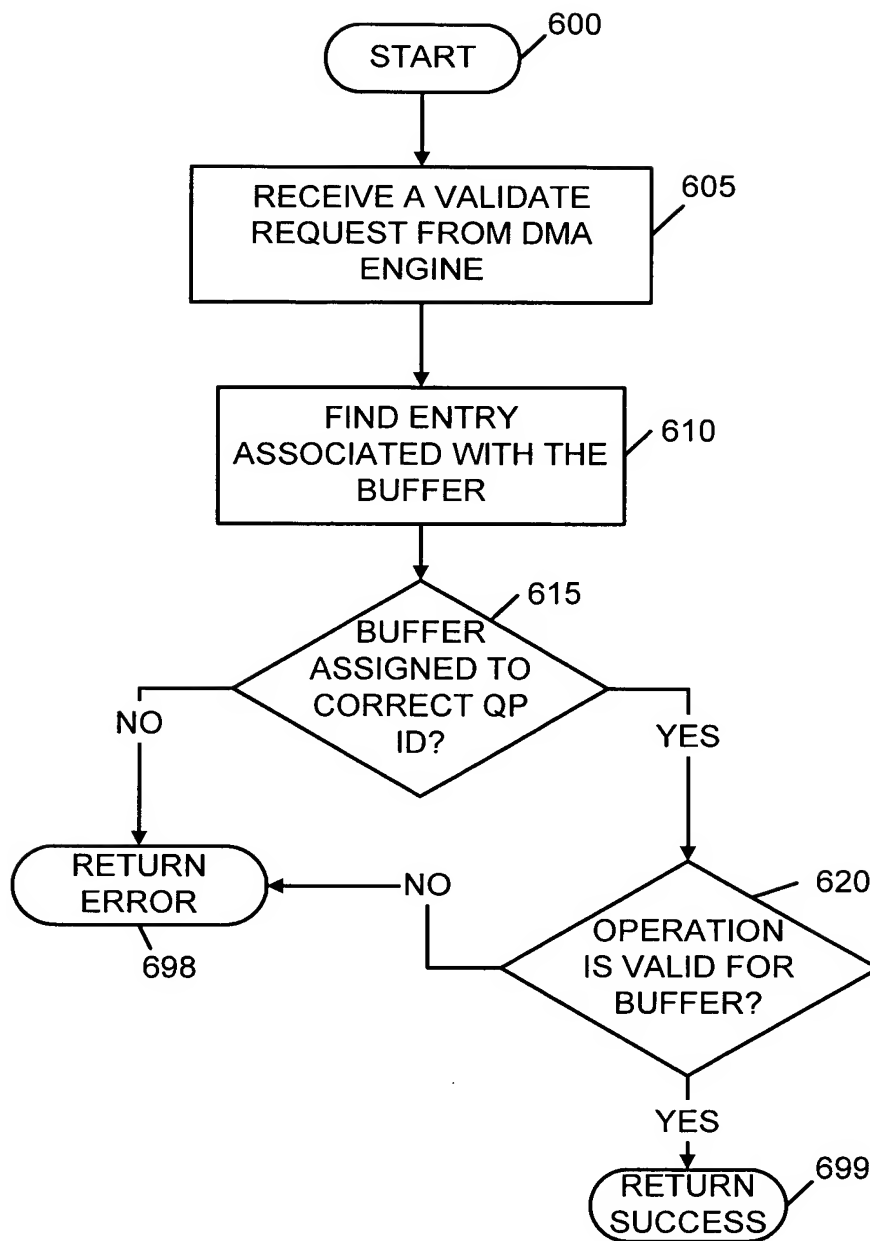 START
600
RECEIVE A VALIDATE
REQUEST FROM DMA
ENGINE
605
FIND ENTRY
ASSOCIATED WITH THE
BUFFER
610
BUFFER
ASSIGNED TO
CORRECT QP
ID?
615
NO
YES
RETURN
ERROR
698
NO
OPERATION
IS VALID FOR
BUFFER?
620
YES
RETURN
SUCCESS
699